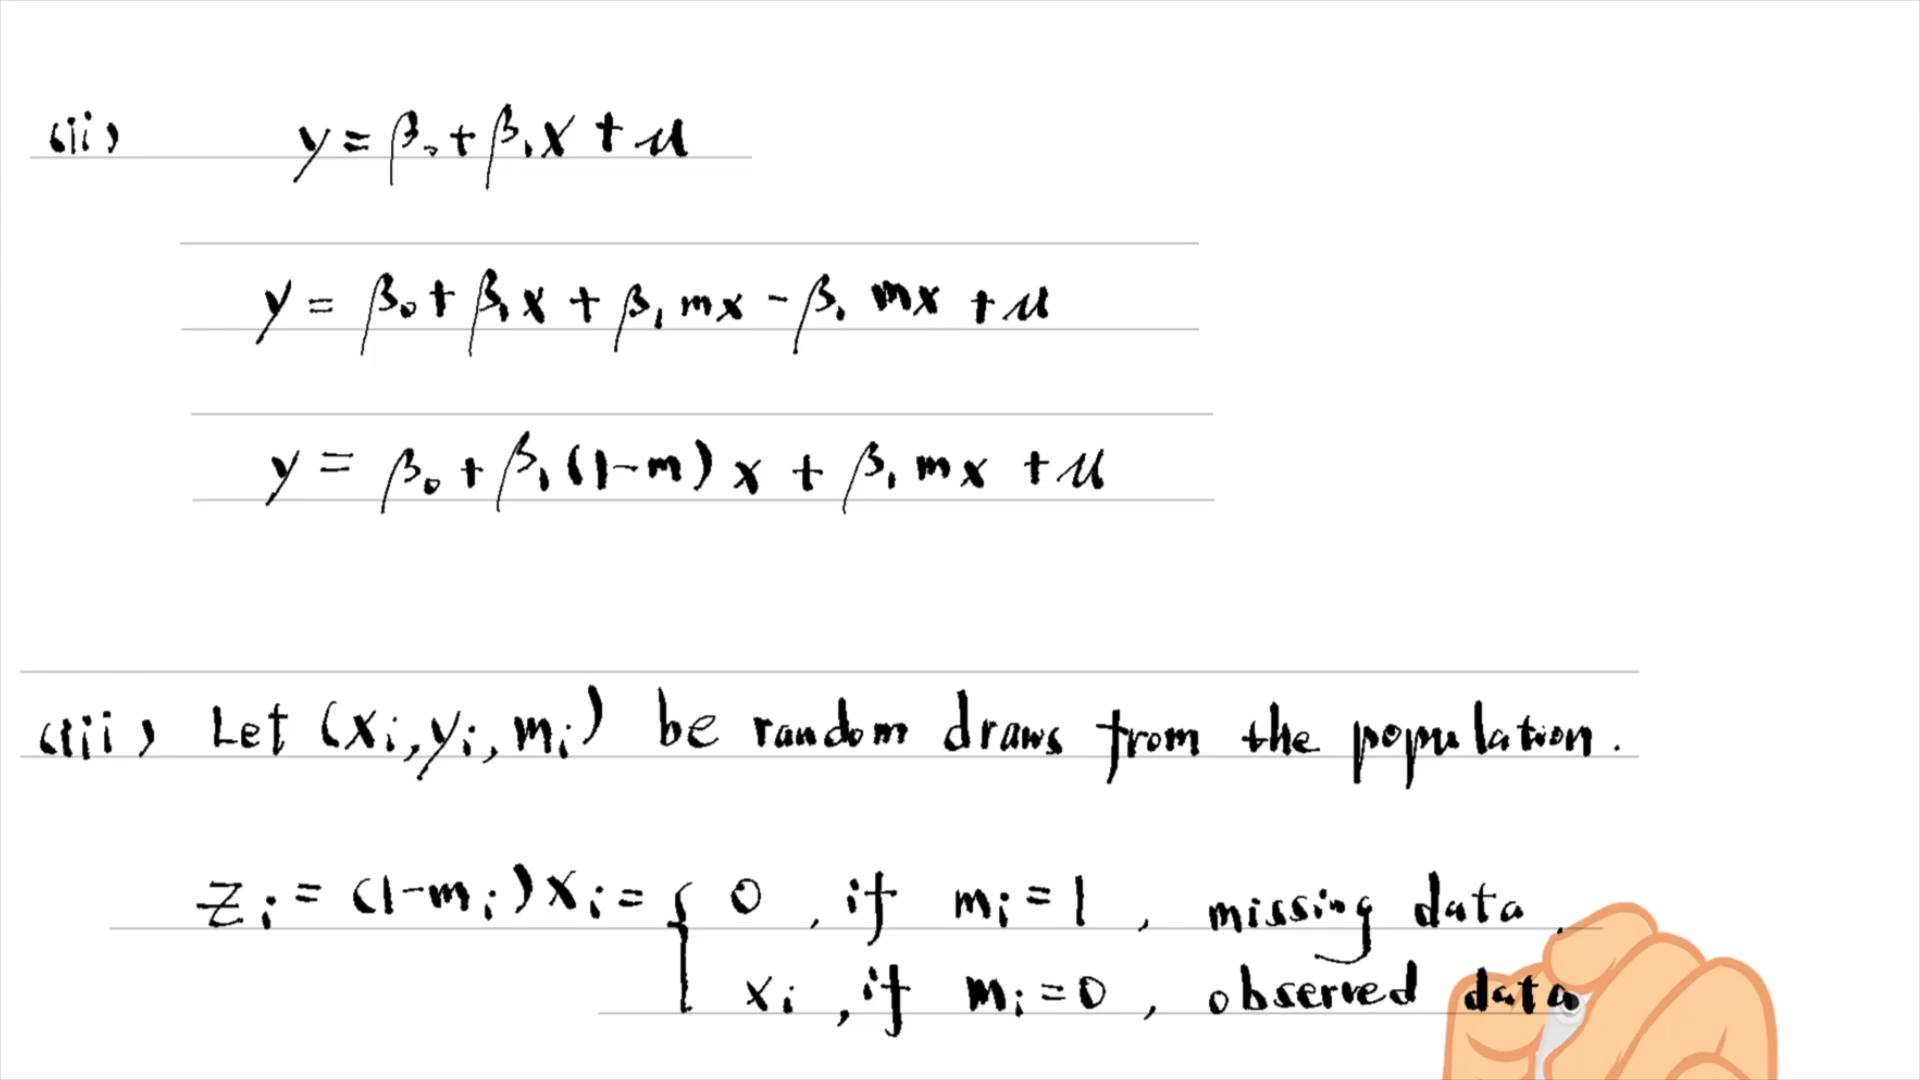 (ii) y = β₀ + β₁x + u
y = β₀ + β₁x + β₁mx - β₁mx + u
y = β₀ + β₁(1-m)x + β₁mx + u
(iii) Let (xᵢ, yᵢ, mᵢ) be random draws from the population.
zᵢ = (1-mᵢ)xᵢ = { 0, if mᵢ = 1, missing data.
xᵢ, if mᵢ = 0, observed data